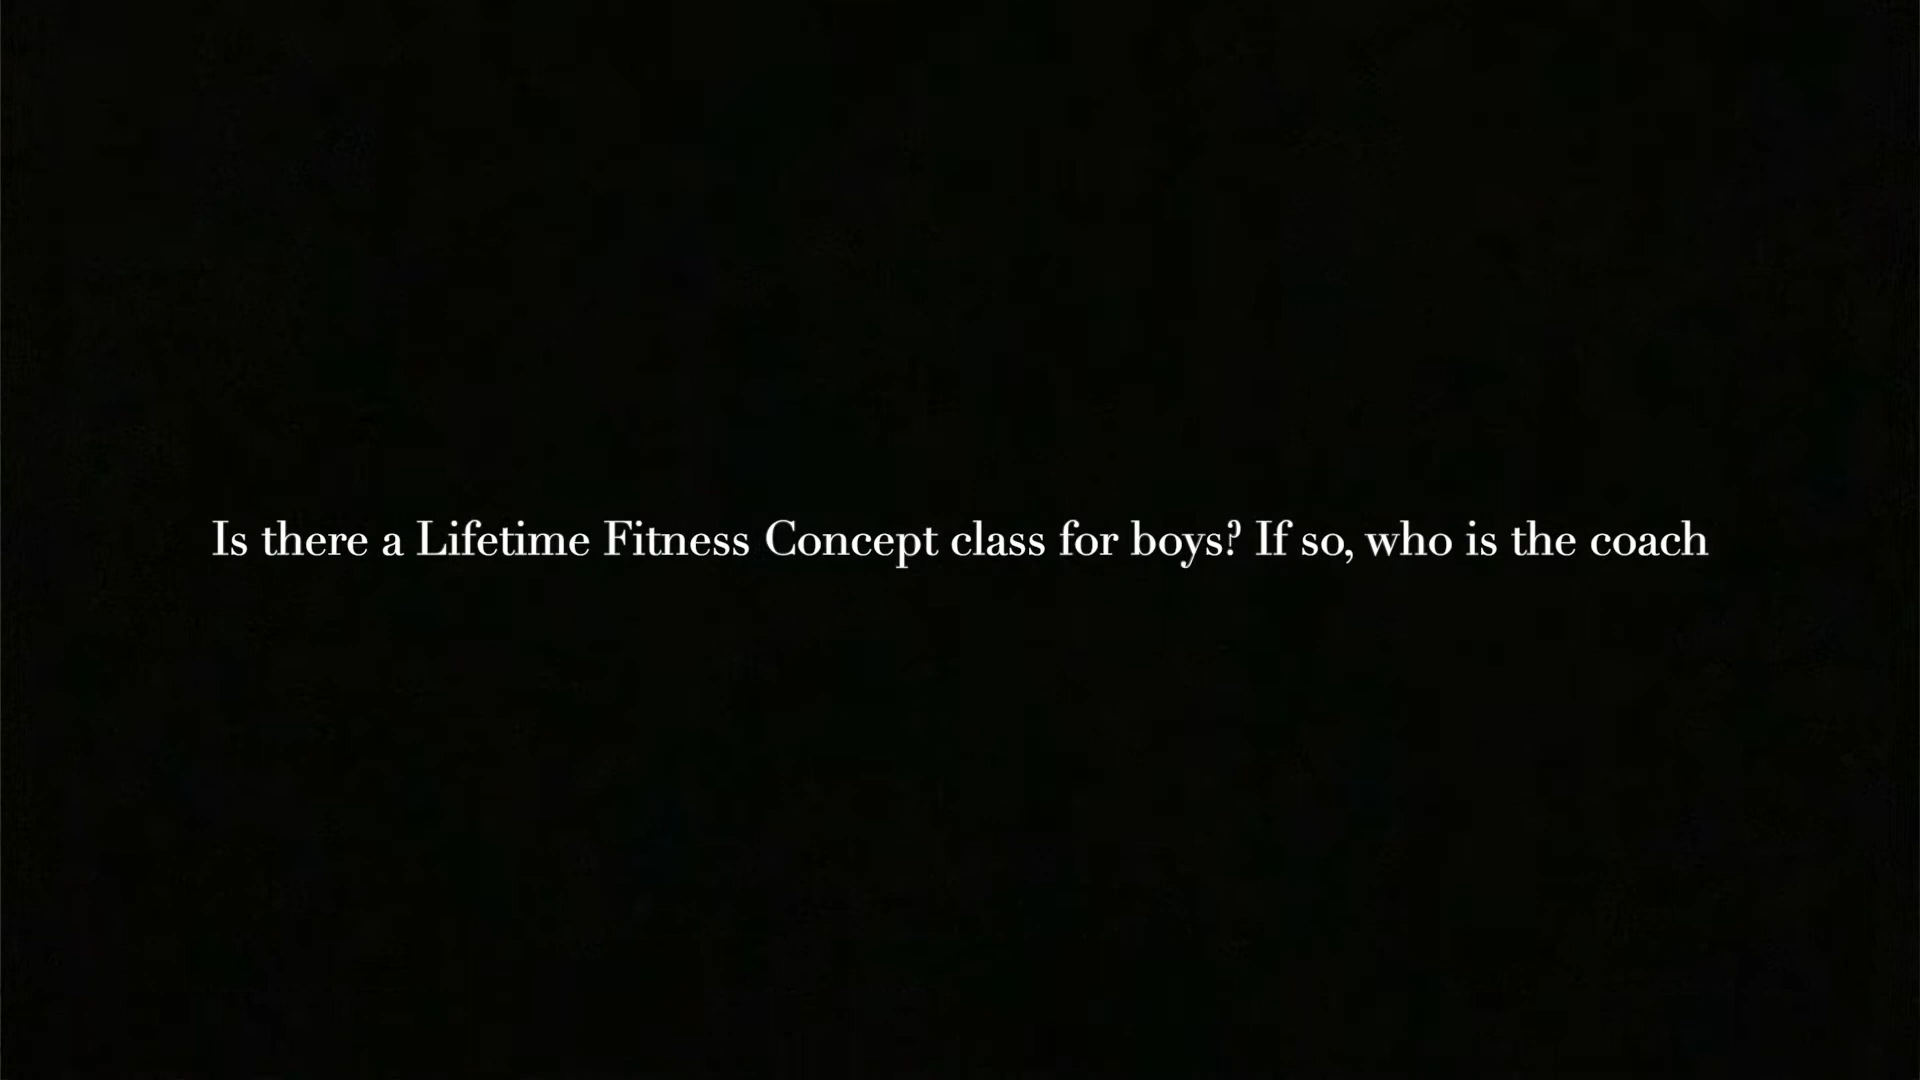 Is there a Lifetime Fitness Concept class for boys? If so, who is the coach